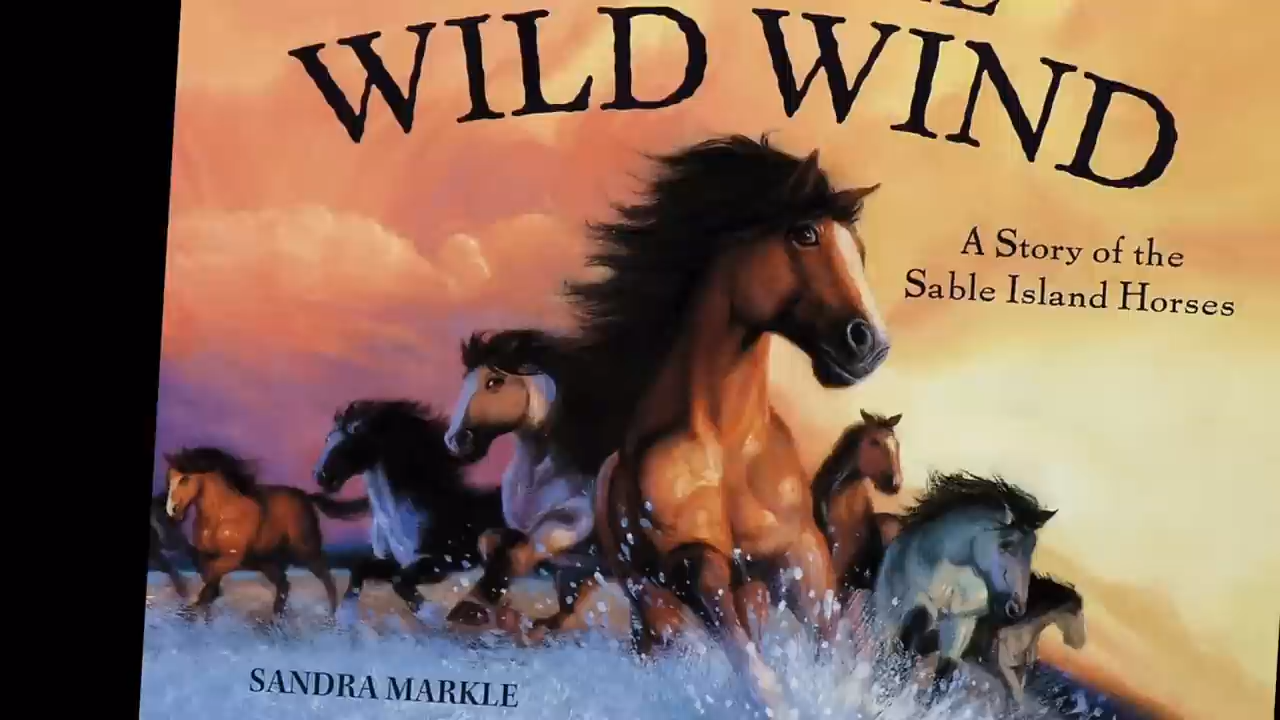 WILD WIND
A Story of the
Sable Island Horses
SANDRA MARKLE